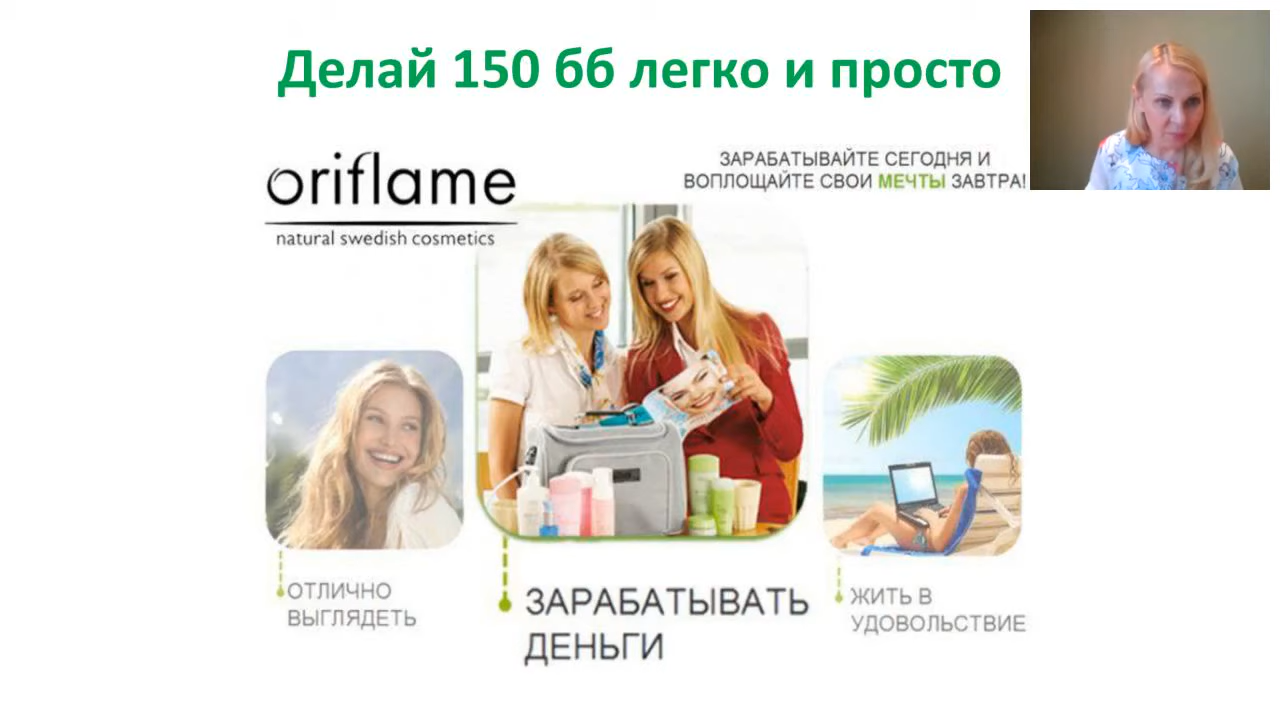 Делай 150 бб легко и просто
oriflame
natural swedish cosmetics
ЗАРАБАТЫВАЙТЕ СЕГОДНЯ И
ВОПЛОЩАЙТЕ СВОИ МЕЧТЫ ЗАВТРА!
ОТЛИЧНО
ВЫГЛЯДЕТЬ
ЗАРАБАТЫВАТЬ
ДЕНЬГИ
ЖИТЬ В
УДОВОЛЬСТВИЕ